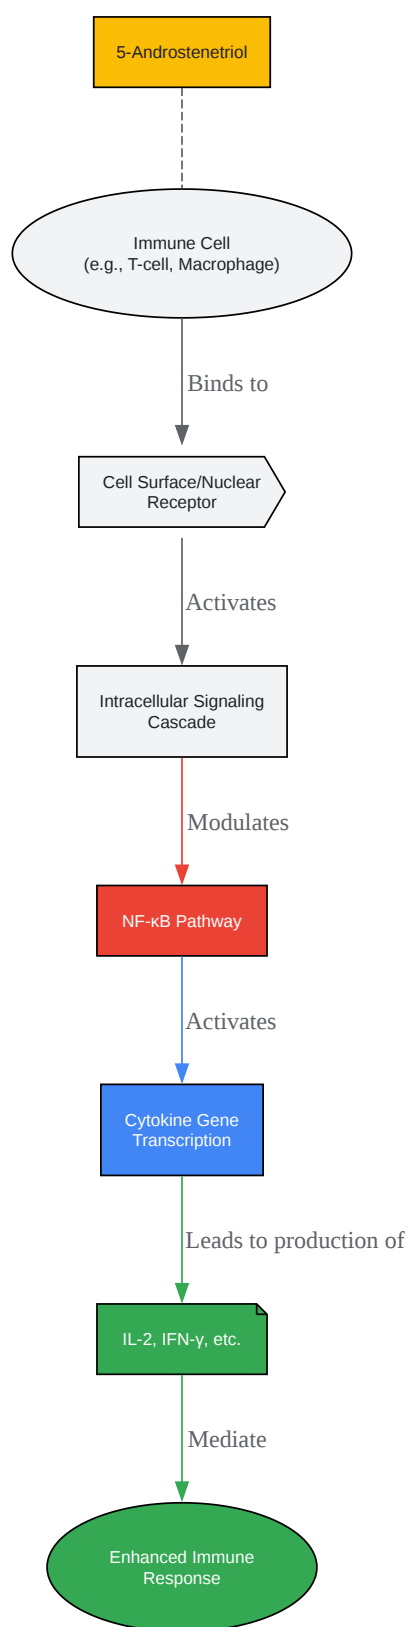 5-Androstenetriol
Immune Cell
(e.g., T-cell, Macrophage)
Binds to
Cell Surface/Nuclear
Receptor
Activates
Intracellular Signaling
Cascade
Modulates
NF-κB Pathway
Activates
Cytokine Gene
Transcription
Leads to production of
IL-2, IFN-γ, etc.
Mediate
Enhanced Immune
Response